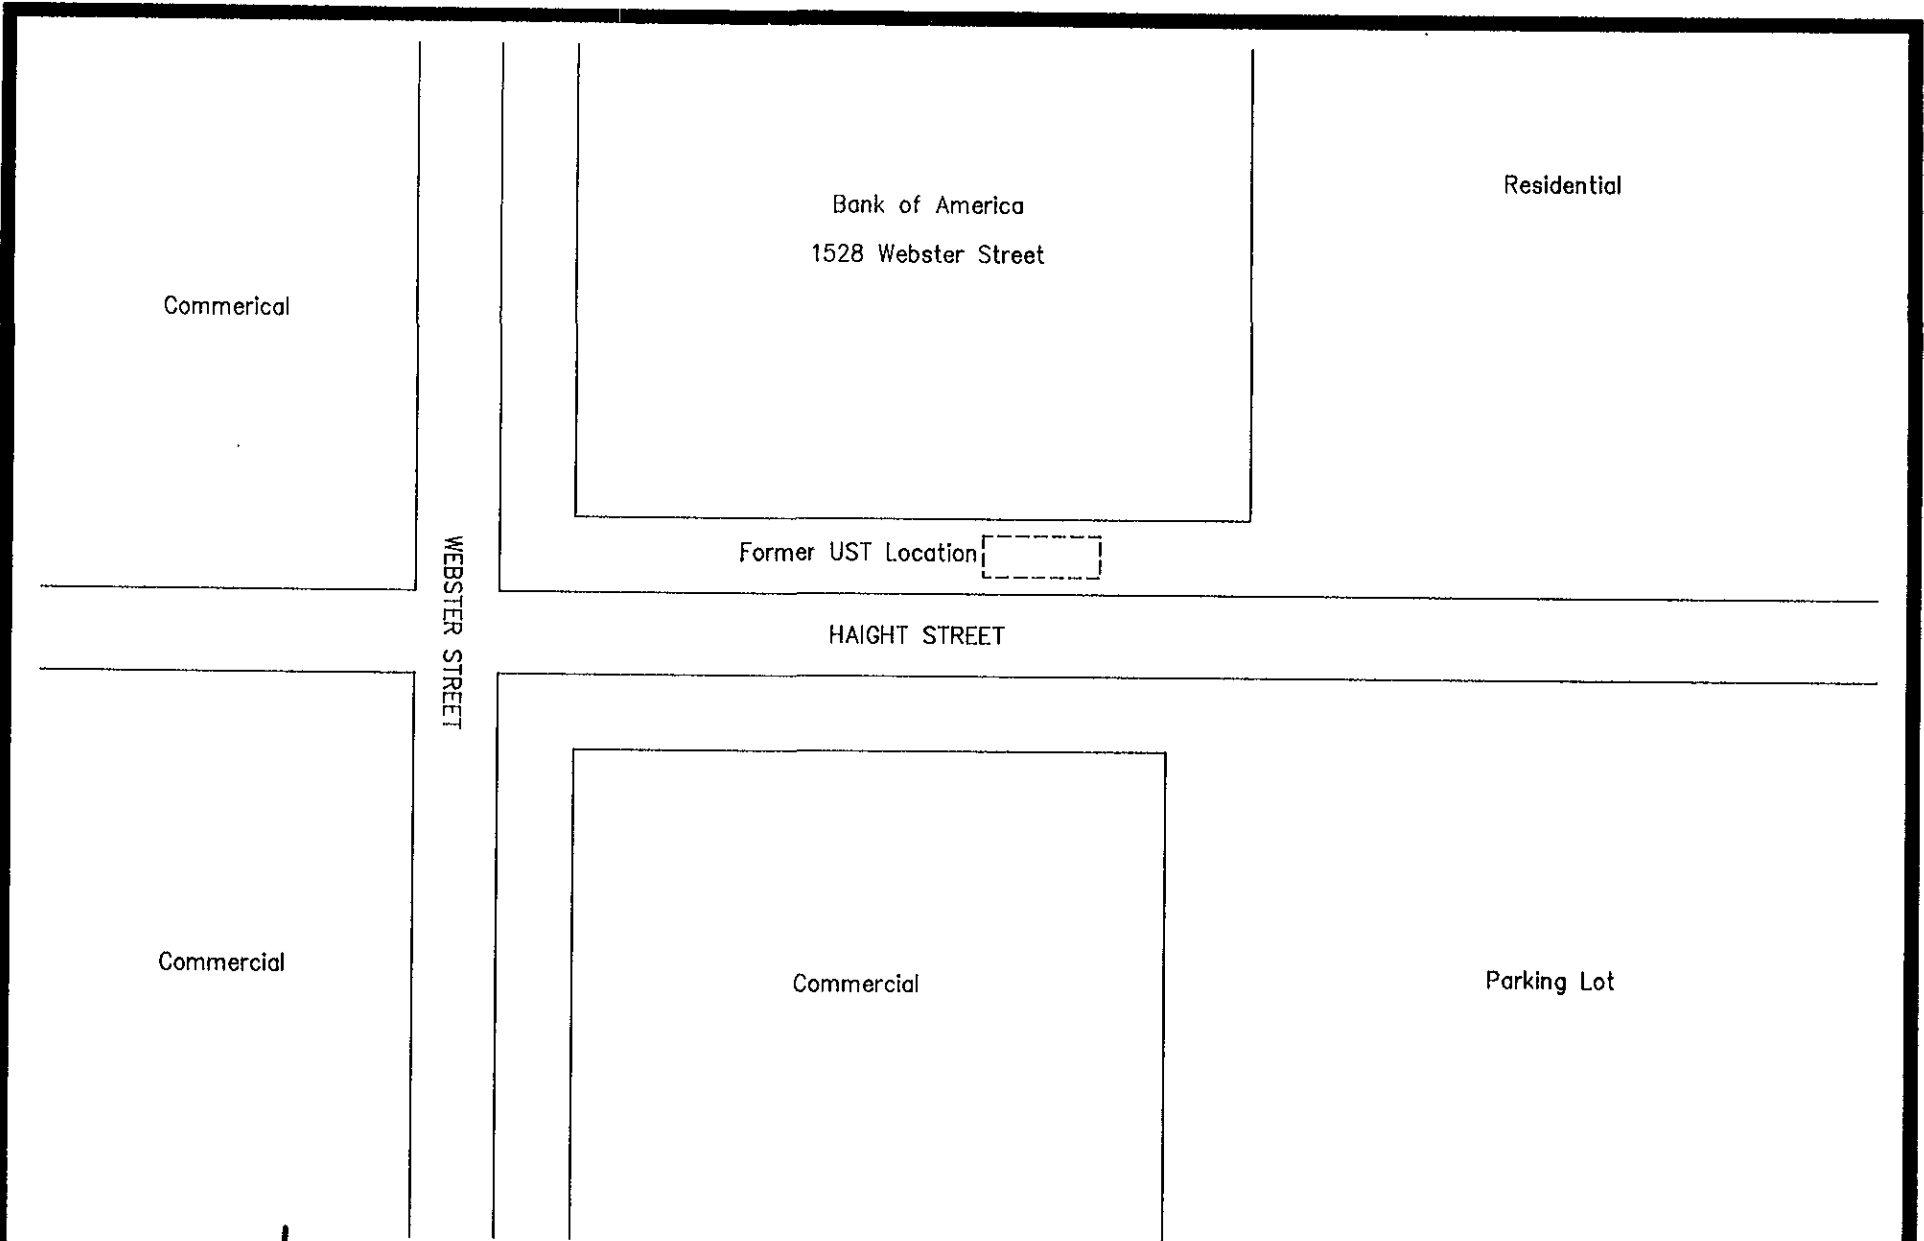 Residential
Bank of America
1528 Webster Street
Commerical
Former UST Location
WEBSTER STREET
HAIGHT STREET
Commercial
Commercial
Parking Lot